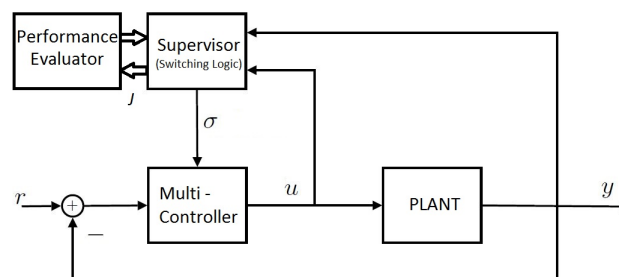 Performance
Evaluator
Supervisor
(Switching Logic)
J
σ
r
+
−
Multi -
Controller
u
PLANT
y